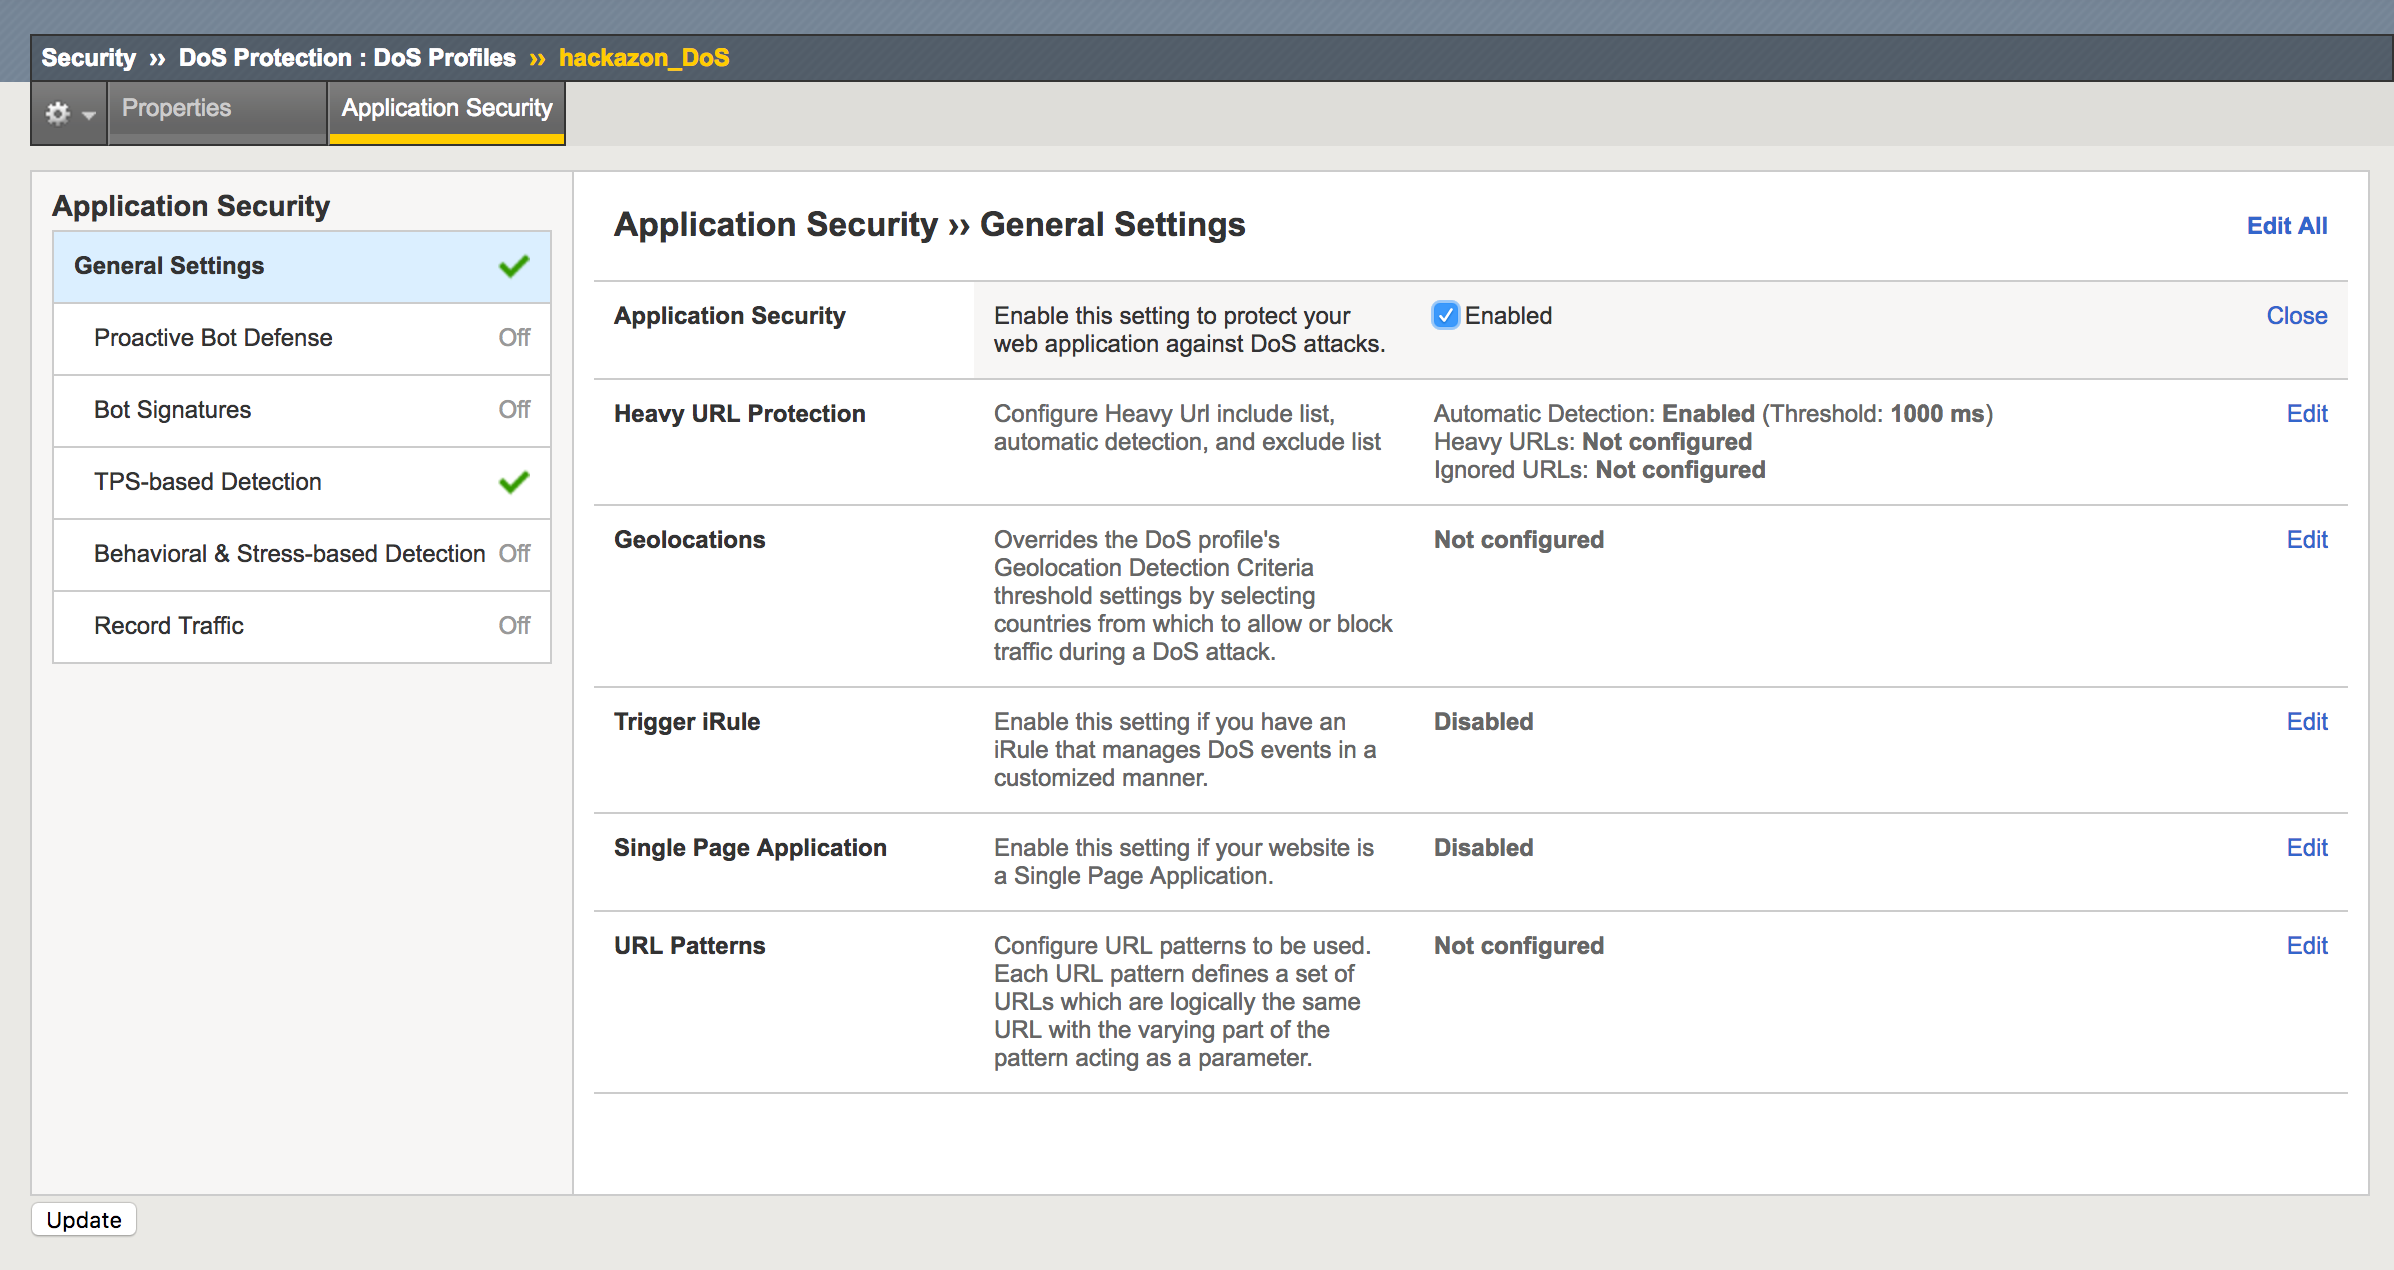 Security ›› DoS Protection : DoS Profiles ›› hackazon_DoS
Properties
Application Security
Application Security
General Settings
Proactive Bot Defense Off
Bot Signatures Off
TPS-based Detection
Behavioral & Stress-based Detection Off
Record Traffic Off
Application Security ›› General Settings
Edit All
Application Security
Enable this setting to protect your
web application against DoS attacks.
Enabled
Close
Heavy URL Protection
Configure Heavy Url include list,
automatic detection, and exclude list
Automatic Detection: Enabled (Threshold: 1000 ms)
Heavy URLs: Not configured
Ignored URLs: Not configured
Edit
Geolocations
Overrides the DoS profile's
Geolocation Detection Criteria
threshold settings by selecting
countries from which to allow or block
traffic during a DoS attack.
Not configured
Edit
Trigger iRule
Enable this setting if you have an
iRule that manages DoS events in a
customized manner.
Disabled
Edit
Single Page Application
Enable this setting if your website is
a Single Page Application.
Disabled
Edit
URL Patterns
Configure URL patterns to be used.
Each URL pattern defines a set of
URLs which are logically the same
URL with the varying part of the
pattern acting as a parameter.
Not configured
Edit
Update